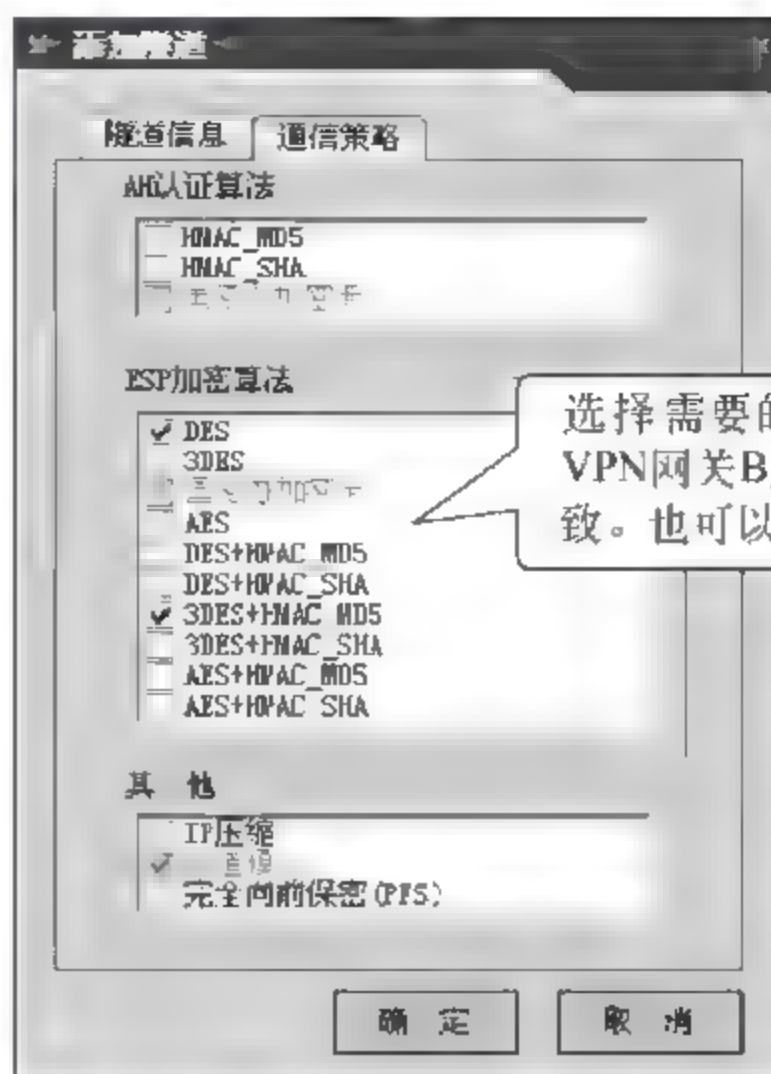 隧道信息
通信策略
AH认证算法
HMAC_MD5
HMAC_SHA
ESP加密算法
DES
3DES
AES
DES+HMAC_MD5
DES+HMAC_SHA
3DES+HMAC_MD5
3DES+HMAC_SHA
AES+HMAC_MD5
AES+HMAC_SHA
选择需要的
VPN网关B
致。也可以
其 他
IP压缩
完全向前保密(PFS)
确 定
取 消